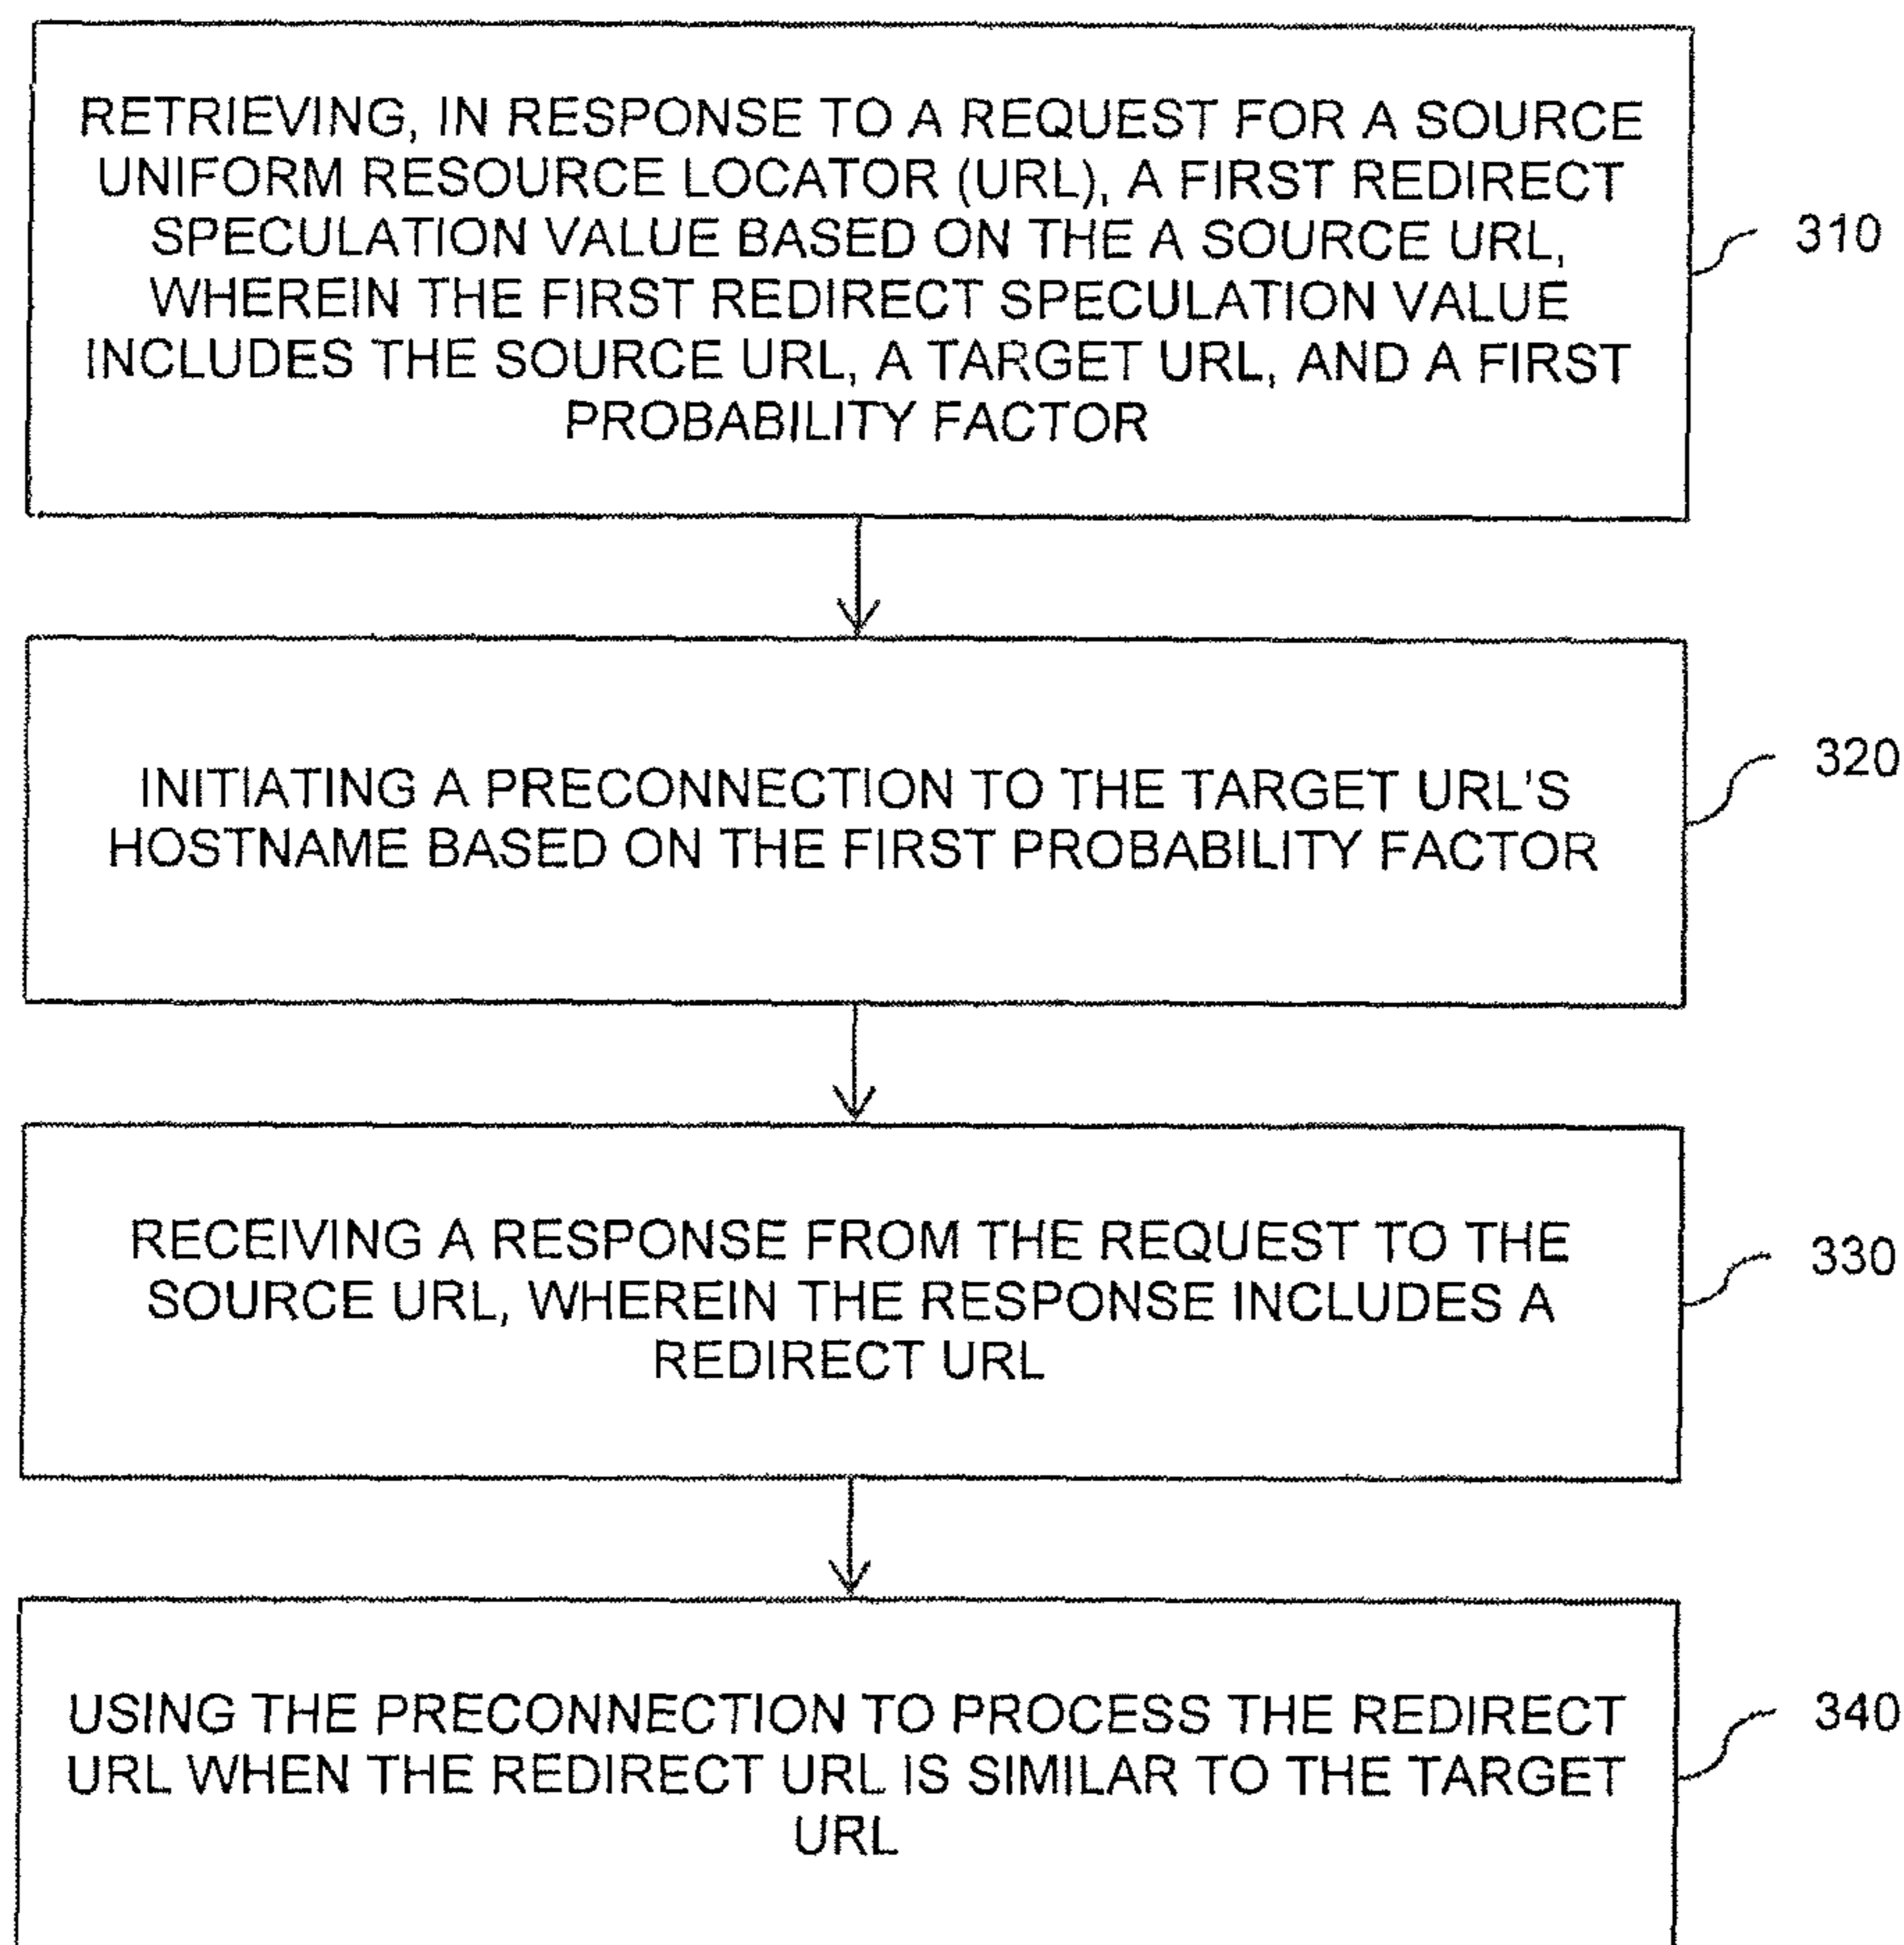 RETRIEVING, IN RESPONSE TO A REQUEST FOR A SOURCE
UNIFORM RESOURCE LOCATOR (URL), A FIRST REDIRECT
SPECULATION VALUE BASED ON THE A SOURCE URL,
WHEREIN THE FIRST REDIRECT SPECULATION VALUE
INCLUDES THE SOURCE URL, A TARGET URL, AND A FIRST
PROBABILITY FACTOR
310
INITIATING A PRECONNECTION TO THE TARGET URL'S
HOSTNAME BASED ON THE FIRST PROBABILITY FACTOR
320
RECEIVING A RESPONSE FROM THE REQUEST TO THE
SOURCE URL, WHEREIN THE RESPONSE INCLUDES A
REDIRECT URL
330
USING THE PRECONNECTION TO PROCESS THE REDIRECT
URL WHEN THE REDIRECT URL IS SIMILAR TO THE TARGET
URL
340